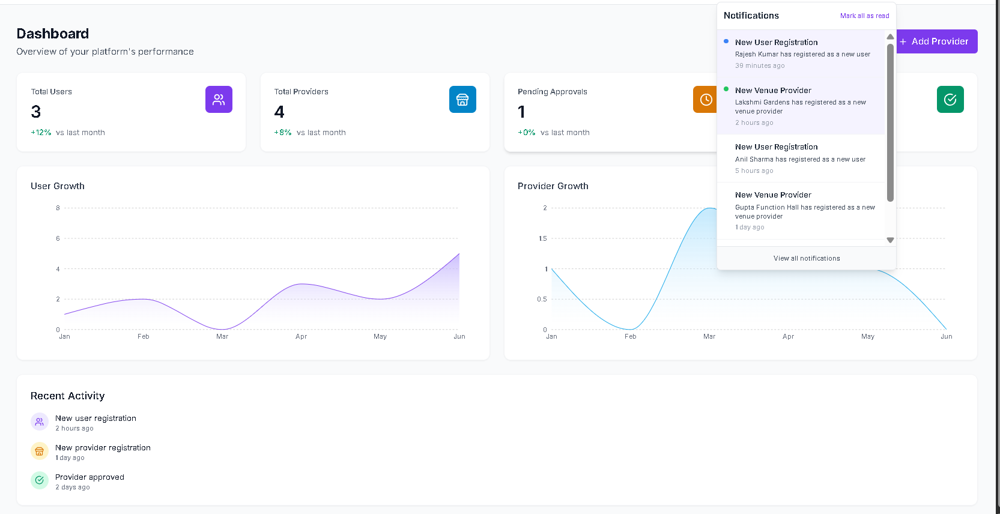 Dashboard
Overview of your platform's performance
Notifications
Mark all as read
New User Registration
Rajesh Kumar has registered as a new user
39 minutes ago
New Venue Provider
Lakshmi Gardens has registered as a new
venue provider
2 hours ago
New User Registration
Anil Sharma has registered as a new user
5 hours ago
New Venue Provider
Gupta Function Hall has registered as a new
venue provider
1 day ago
View all notifications
+ Add Provider
Total Users
3
+12% vs last month
Total Providers
4
+8% vs last month
Pending Approvals
1
+0% vs last month
User Growth
8
6
4
2
0
Jan Feb Mar Apr May Jun
Provider Growth
2
1.5
1
0.5
0
Jan Feb Mar Apr May Jun
Recent Activity
New user registration
2 hours ago
New provider registration
1 day ago
Provider approved
2 days ago